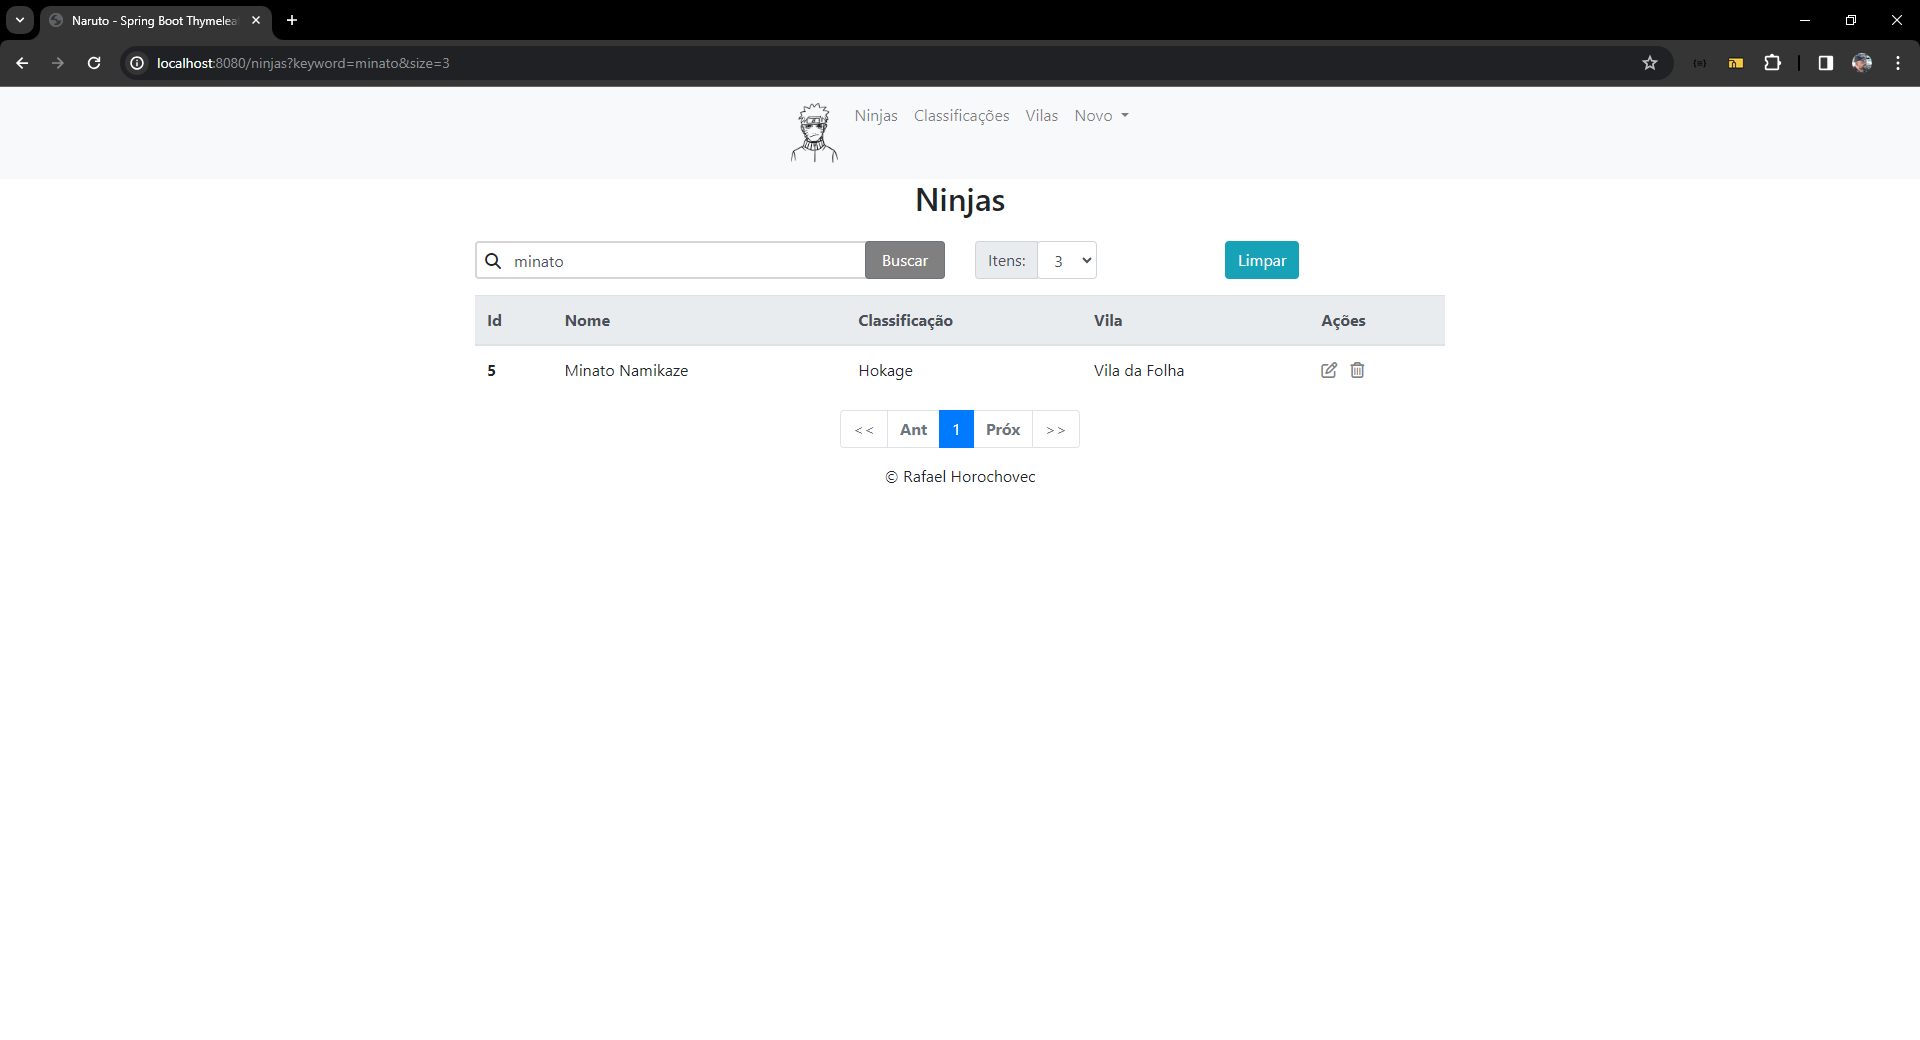 Naruto - Spring Boot Thymelea
localhost:8080/ninjas?keyword=minato&size=3
Ninjas Classificações Vilas Novo
Ninjas
minato Buscar Itens: 3 Limpar
Id Nome Classificação Vila Ações
5 Minato Namikaze Hokage Vila da Folha
<< Ant 1 Próx >>
© Rafael Horochovec